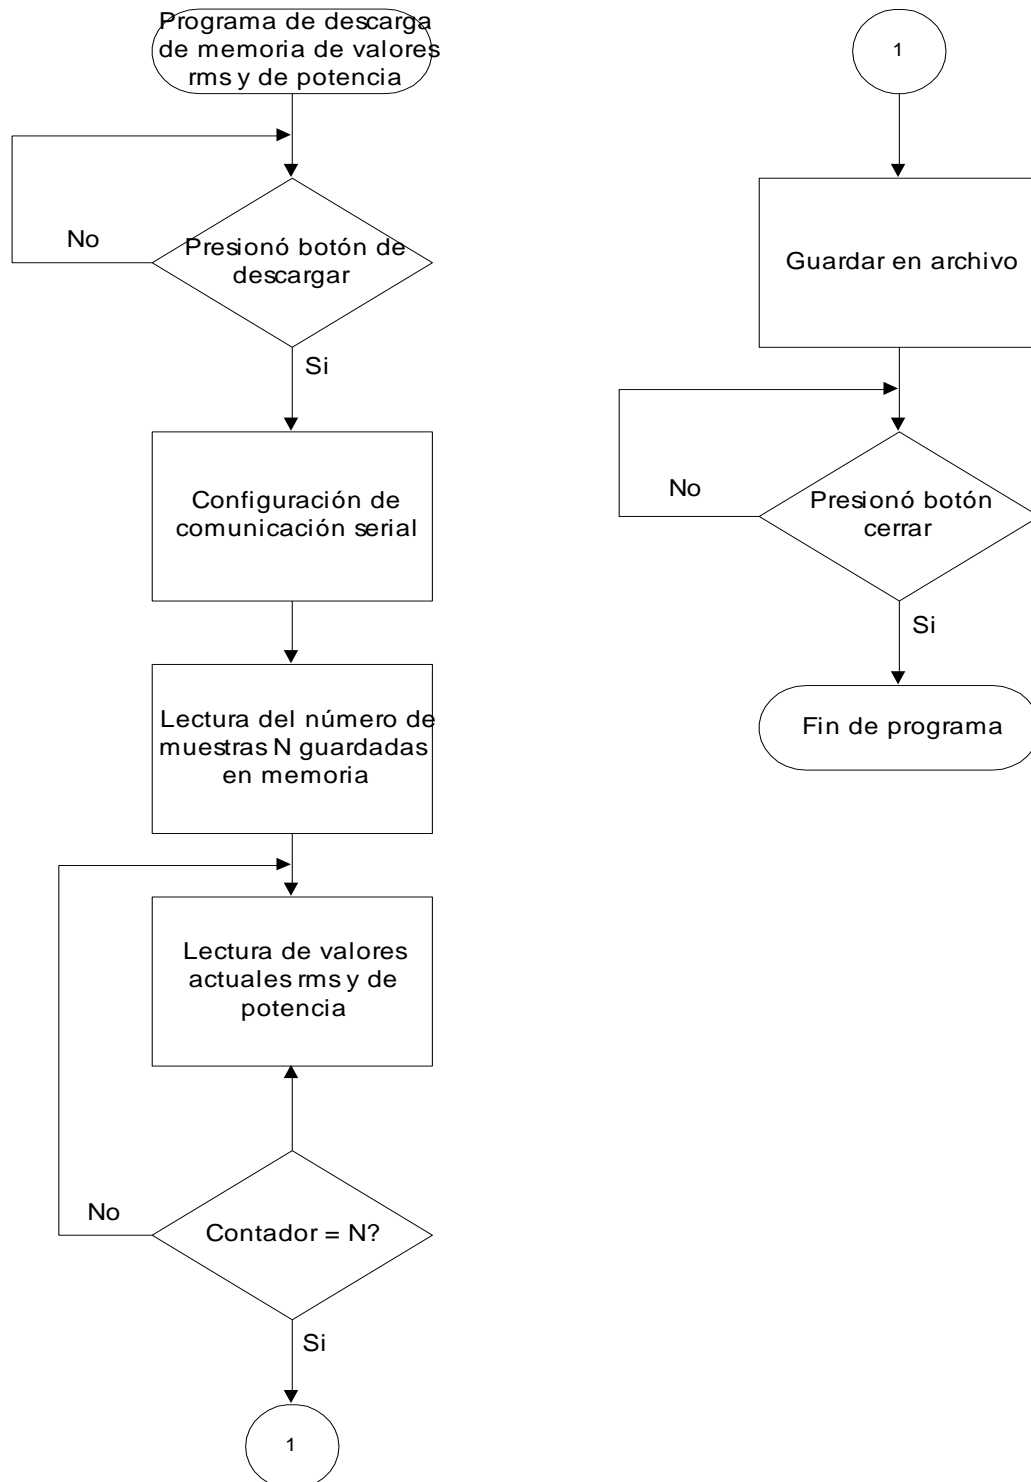 Programa de descarga
de memoria de valores
rms y de potencia
No
Presionó botón de
descargar
Si
Configuración de
comunicación serial
Lectura del número de
muestras N guardadas
en memoria
Lectura de valores
actuales rms y de
potencia
No
Contador = N?
Si
1
1
Guardar en archivo
No
Presionó botón
cerrar
Si
Fin de programa